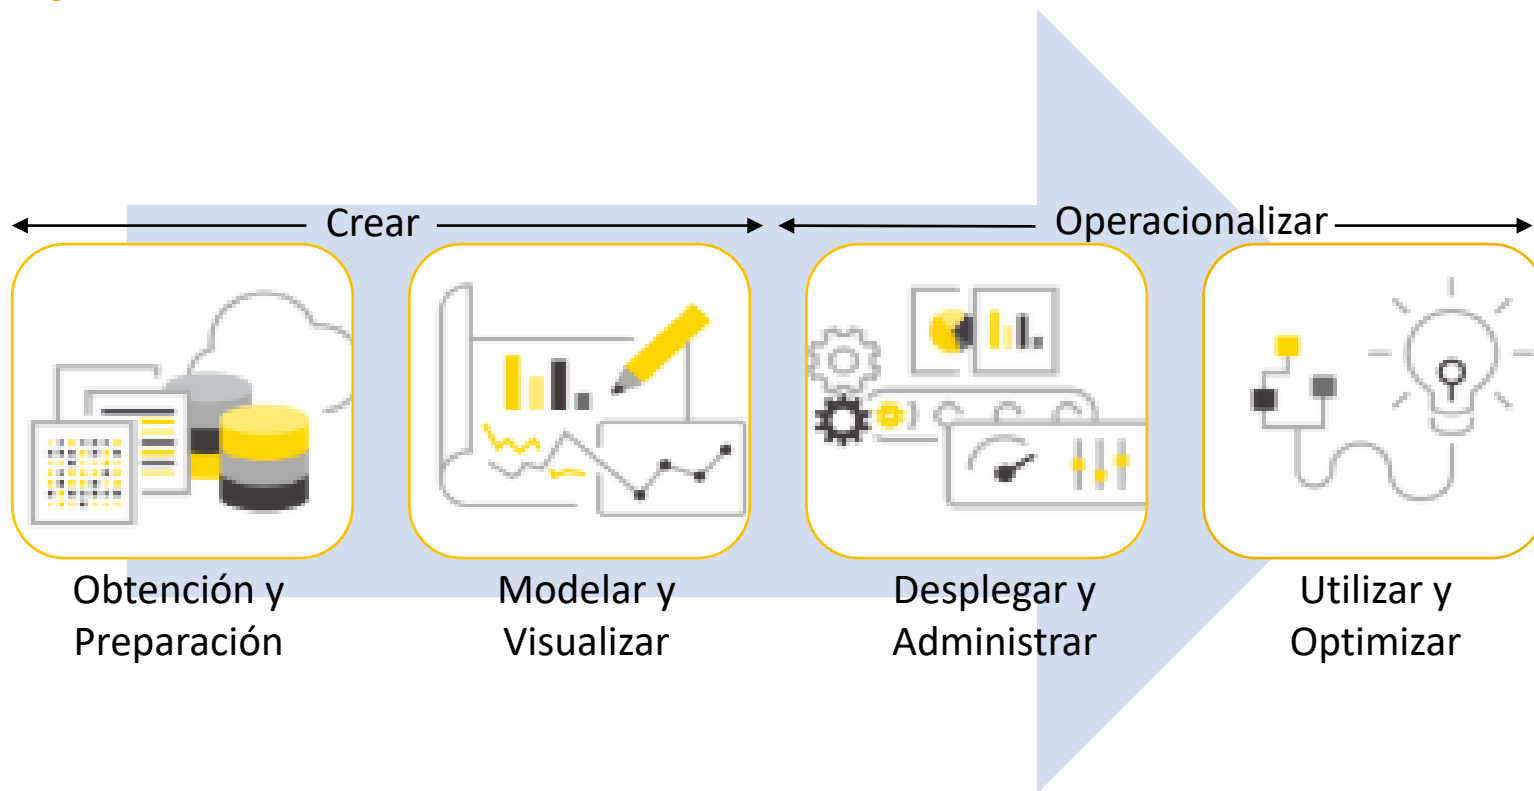 Crear
Operacionalizar
Obtención y
Preparación
Modelar y
Visualizar
Desplegar y
Administrar
Utilizar y
Optimizar